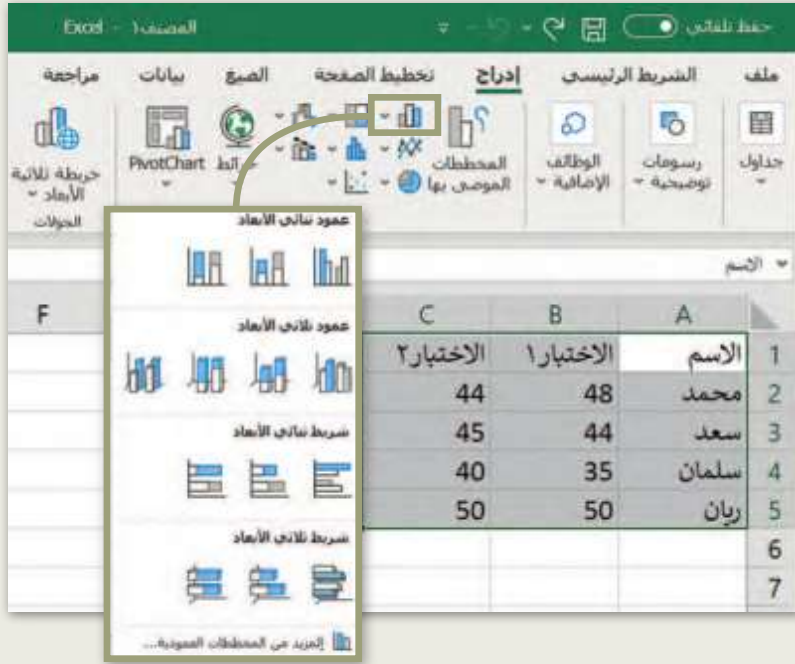 حفظ تلقائي
المصنف١ - Excel
ملف الشريط الرئيسي إدراج تخطيط الصفحة الصيغ بيانات مراجعة
جداول
رسومات توضيحية
الوظائف الإضافية
المخططات الموصى بها
PivotChart
خريطة ثلاثية الأبعاد
الجولات
الاسم
عمود ثنائي الأبعاد
عمود ثلاثي الأبعاد
شريط ثنائي الأبعاد
شريط ثلاثي الأبعاد
المزيد من المخططات العمودية...
A B C F
1 الاسم الاختبار١ الاختبار٢
2 محمد 48 44
3 سعد 44 45
4 سلمان 35 40
5 ريان 50 50
6
7